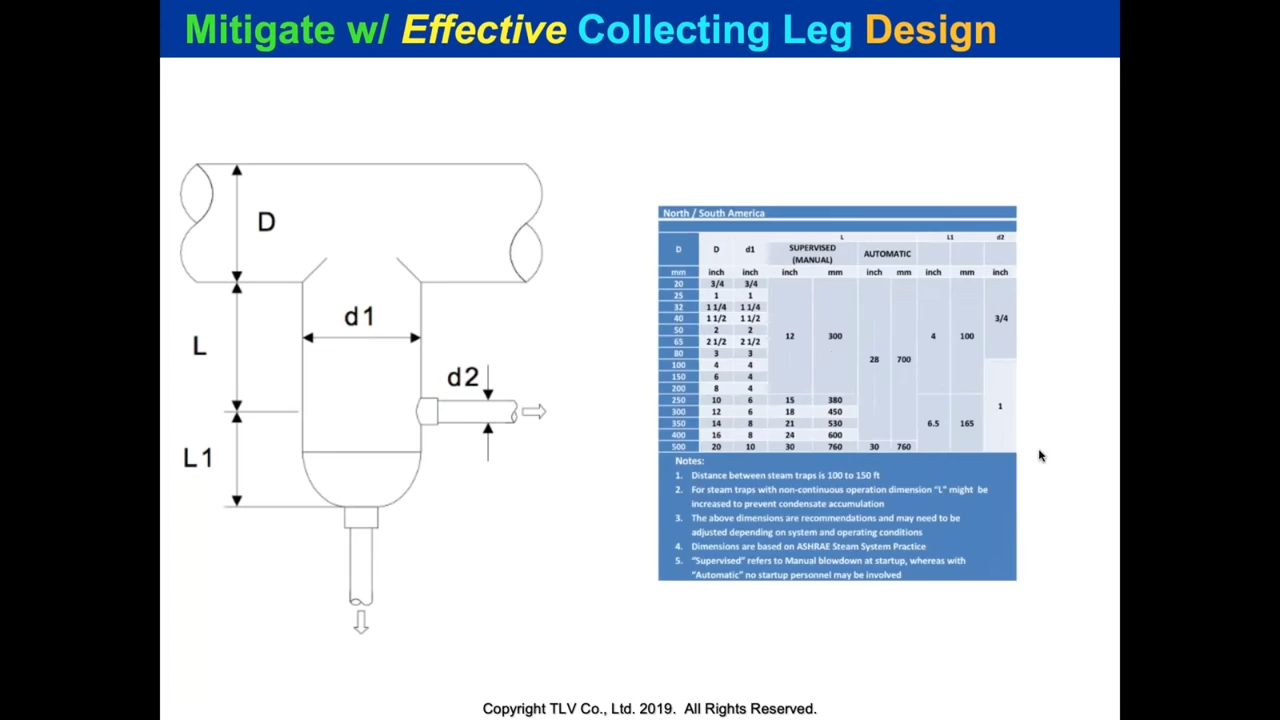 Mitigate w/ Effective Collecting Leg Design
D
L
d1
d2
L1
North / South America
L L1 d2
D D d1 SUPERVISED (MANUAL) AUTOMATIC
mm inch inch inch mm inch mm inch mm inch
20 3/4 3/4
25 1 1
32 1 1/4 1 1/4
40 1 1/2 1 1/2 3/4
50 2 2
12 300 4 100
65 2 1/2 2 1/2
80 3 3
28 700
100 4 4
150 6 4
200 8 4
250 10 6 15 380
1
300 12 6 18 450
350 14 8 21 530 6.5 165
400 16 8 24 600
500 20 10 30 760 30 760
Notes:
1. Distance between steam traps is 100 to 150 ft
2. For steam traps with non-continuous operation dimension "L" might be
increased to prevent condensate accumulation
3. The above dimensions are recommendations and may need to be
adjusted depending on system and operating conditions
4. Dimensions are based on ASHRAE Steam System Practice
5. "Supervised" refers to Manual blowdown at startup, whereas with
"Automatic" no startup personnel may be involved
Copyright TLV Co., Ltd. 2019. All Rights Reserved.